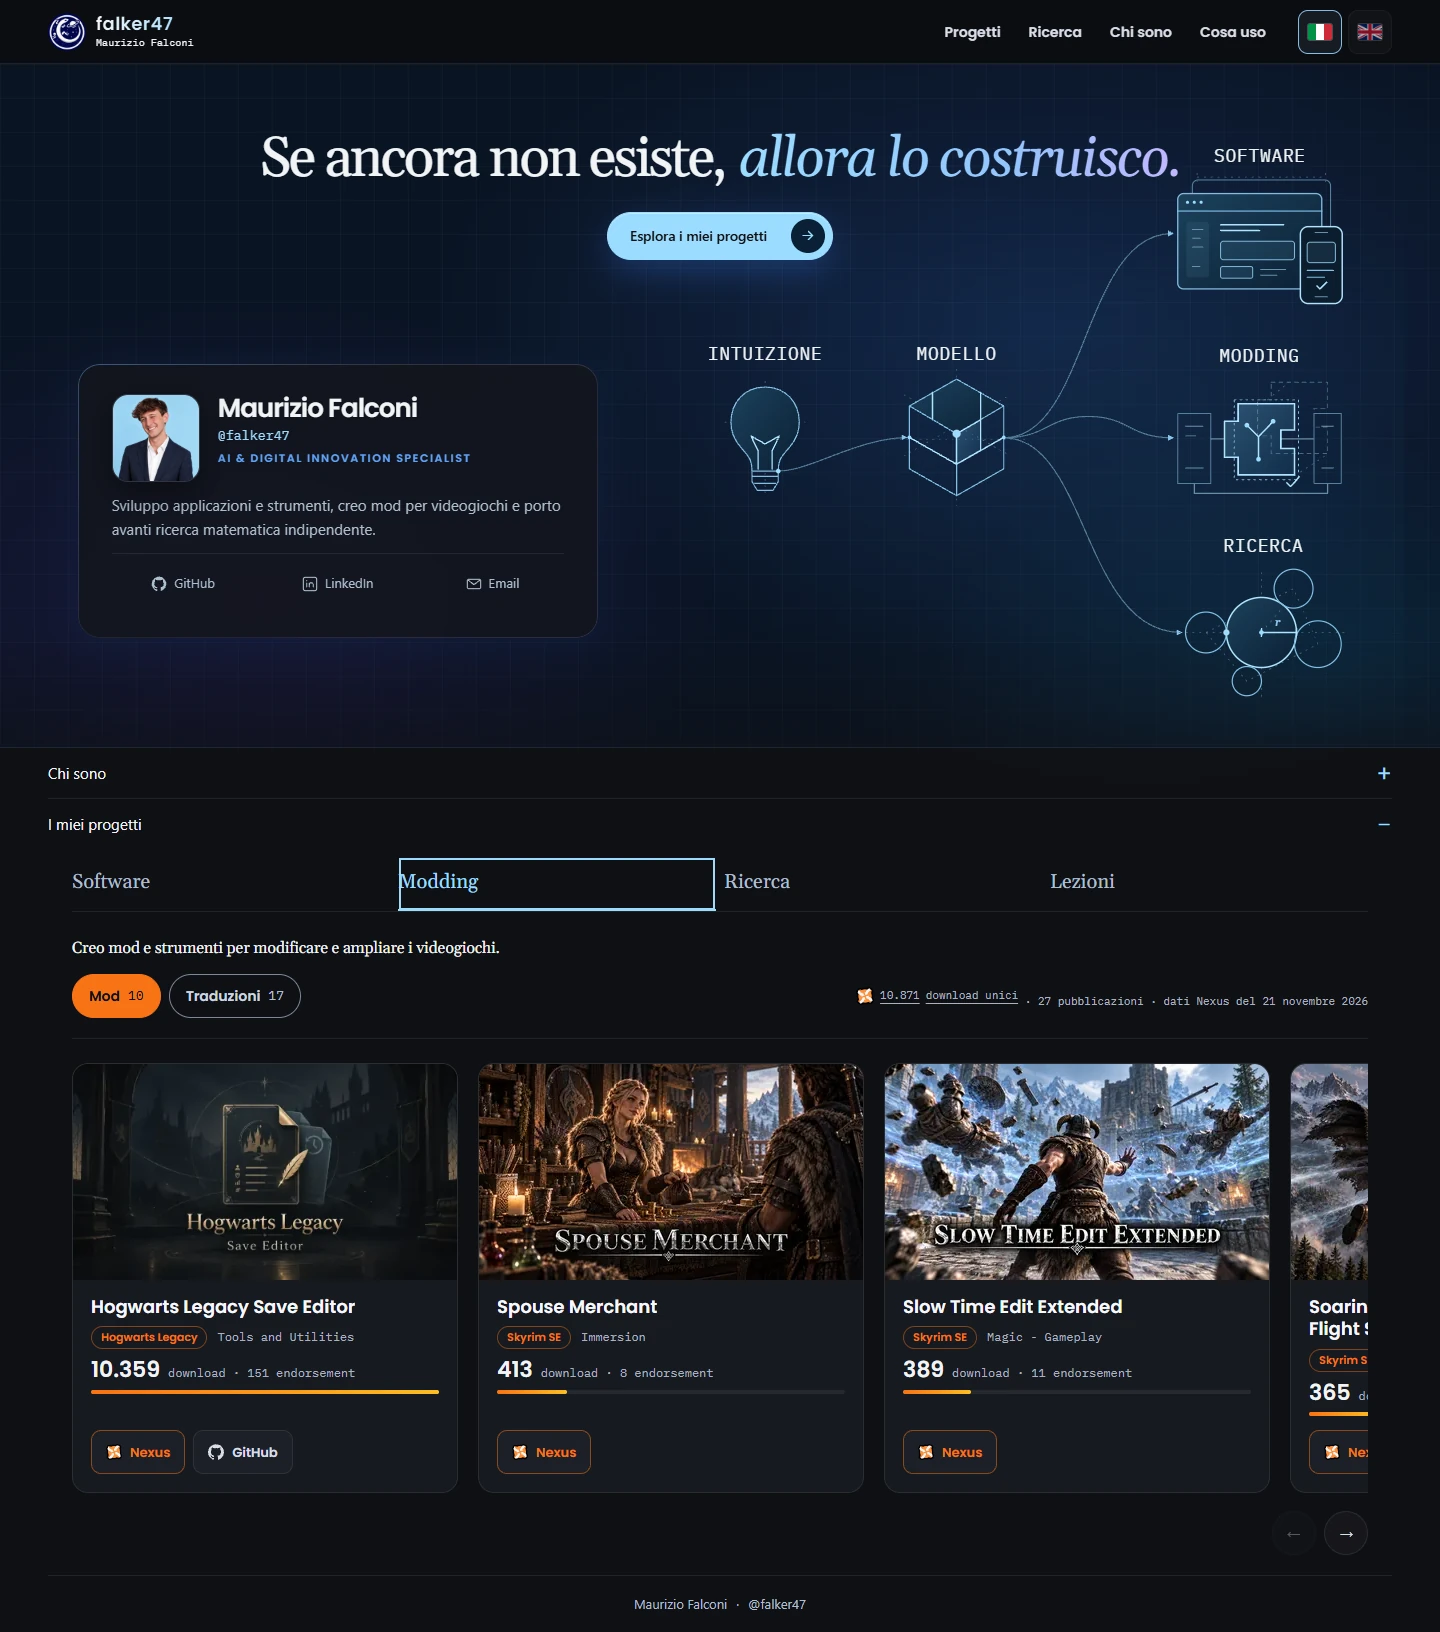 falker47
Maurizio Falconi
Progetti
Ricerca
Chi sono
Cosa uso
Se ancora non esiste, allora lo costruisco.
Esplora i miei progetti →
SOFTWARE
INTUIZIONE
MODELLO
MODDING
RICERCA
r
Maurizio Falconi
@falker47
AI & DIGITAL INNOVATION SPECIALIST
Sviluppo applicazioni e strumenti, creo mod per videogiochi e porto
avanti ricerca matematica indipendente.
GitHub
LinkedIn
Email
Chi sono +
I miei progetti −
Software
Modding
Ricerca
Lezioni
Creo mod e strumenti per modificare e ampliare i videogiochi.
Mod 10
Traduzioni 17
10.871 download unici · 27 pubblicazioni · dati Nexus del 21 novembre 2026
Hogwarts Legacy
Save Editor
Hogwarts Legacy Save Editor
Hogwarts Legacy Tools and Utilities
10.359 download · 151 endorsement
Nexus
GitHub
SPOUSE MERCHANT
Spouse Merchant
Skyrim SE Immersion
413 download · 8 endorsement
Nexus
SLOW TIME EDIT EXTENDED
Slow Time Edit Extended
Skyrim SE Magic - Gameplay
389 download · 11 endorsement
Nexus
Soarin
Flight
Skyrim S
365
← →
Maurizio Falconi · @falker47